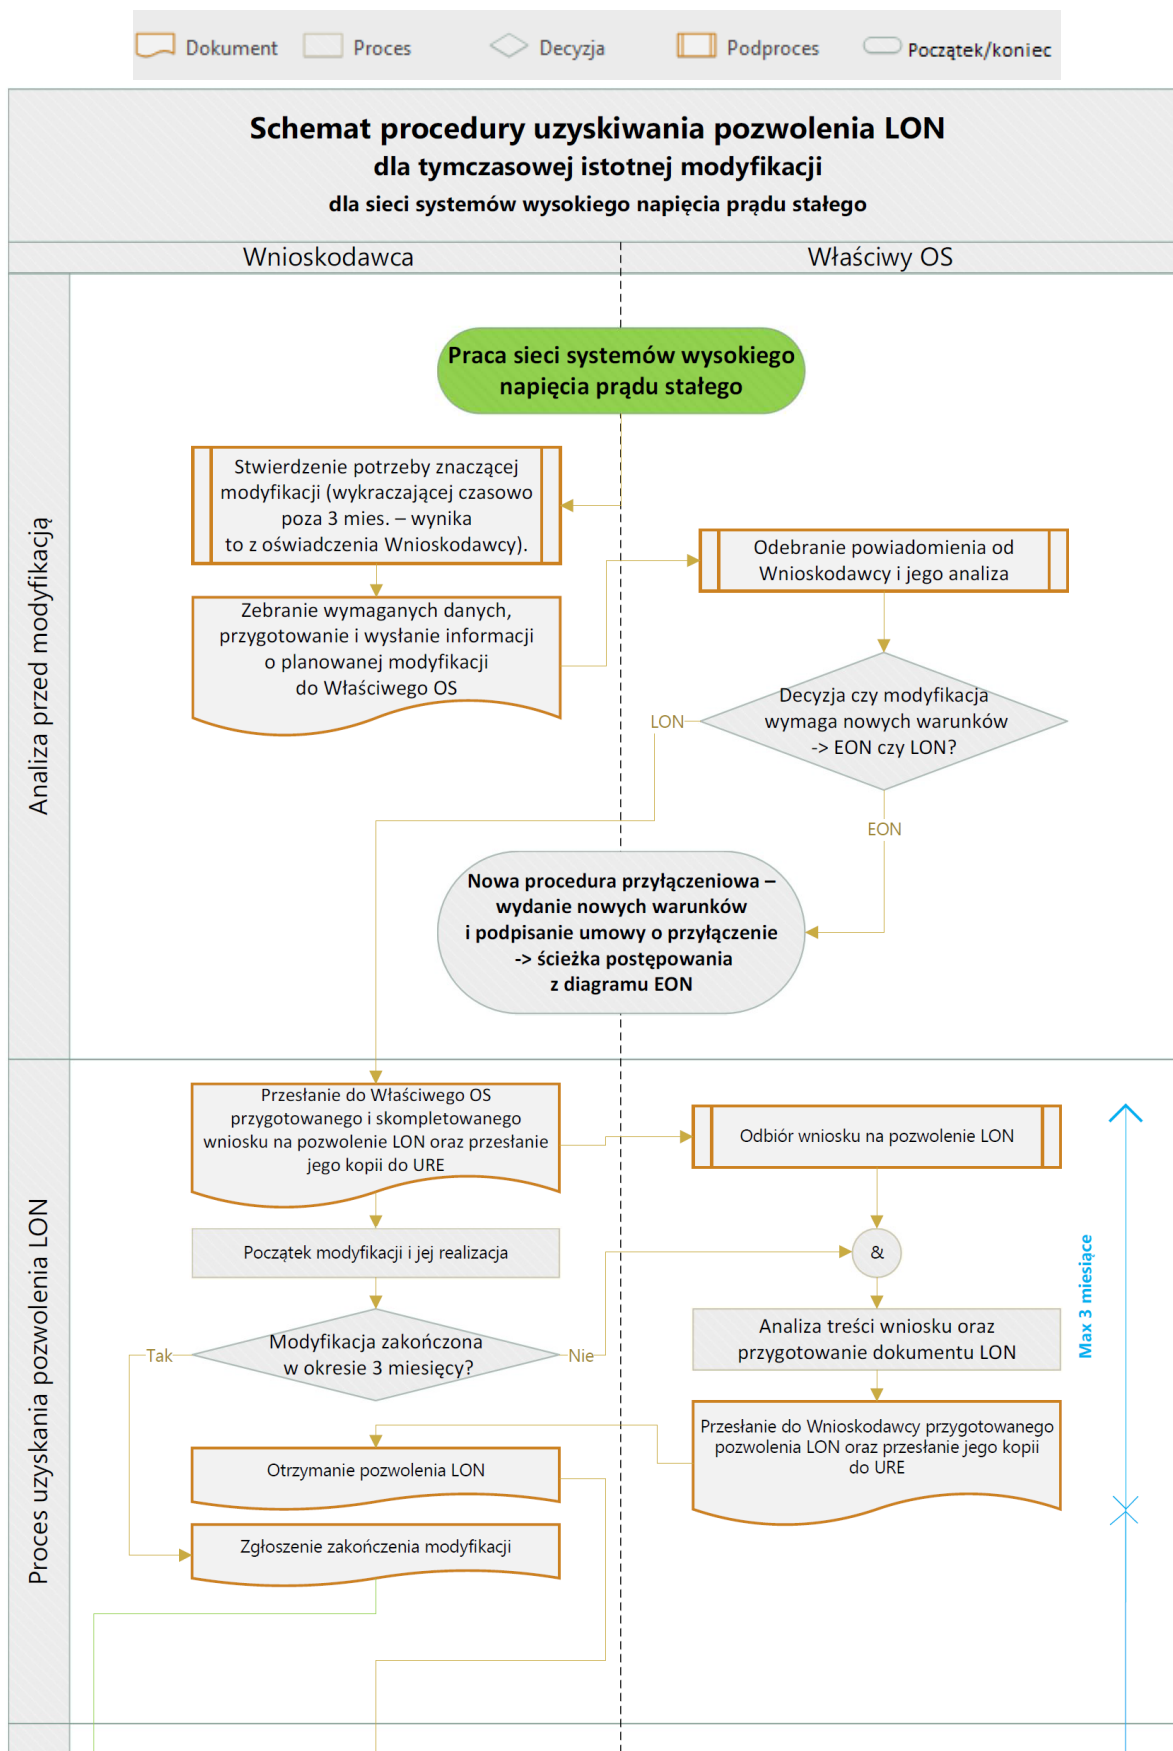 Dokument
Proces
Decyzja
Podproces
Początek/koniec
Schemat procedury uzyskiwania pozwolenia LON
dla tymczasowej istotnej modyfikacji
dla sieci systemów wysokiego napięcia prądu stałego
Wnioskodawca
Właściwy OS
Analiza przed modyfikacją
Praca sieci systemów wysokiego
napięcia prądu stałego
Stwierdzenie potrzeby znaczącej
modyfikacji (wykraczającej czasowo
poza 3 mies. – wynika
to z oświadczenia Wnioskodawcy).
Odebranie powiadomienia od
Wnioskodawcy i jego analiza
Zebranie wymaganych danych,
przygotowanie i wysłanie informacji
o planowanej modyfikacji
do Właściwego OS
Decyzja czy modyfikacja
wymaga nowych warunków
-> EON czy LON?
LON
EON
Nowa procedura przyłączeniowa –
wydanie nowych warunków
i podpisanie umowy o przyłączenie
-> ścieżka postępowania
z diagramu EON
Proces uzyskania pozwolenia LON
Przesłanie do Właściwego OS
przygotowanego i skompletowanego
wniosku na pozwolenie LON oraz przesłanie
jego kopii do URE
Odbiór wniosku na pozwolenie LON
Początek modyfikacji i jej realizacja
&
Modyfikacja zakończona
w okresie 3 miesięcy?
Tak
Nie
Analiza treści wniosku oraz
przygotowanie dokumentu LON
Max 3 miesiące
Przesłanie do Wnioskodawcy przygotowanego
pozwolenia LON oraz przesłanie jego kopii
do URE
Otrzymanie pozwolenia LON
Zgłoszenie zakończenia modyfikacji